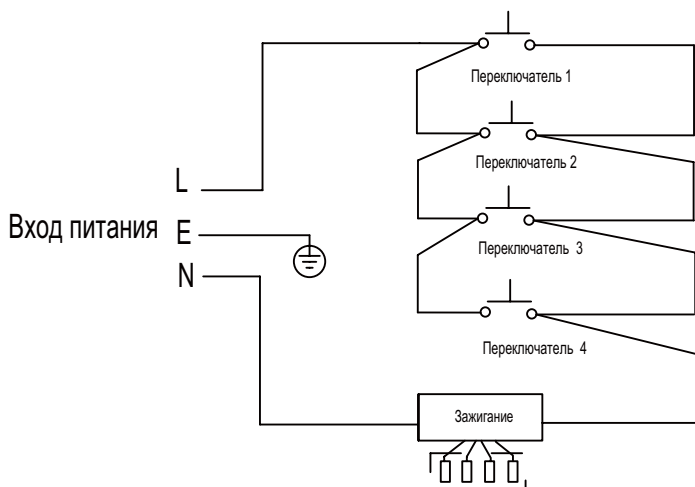 Переключатель 1
Переключатель 2
L
Вход питания E
Переключатель 3
N
Переключатель 4
Зажигание